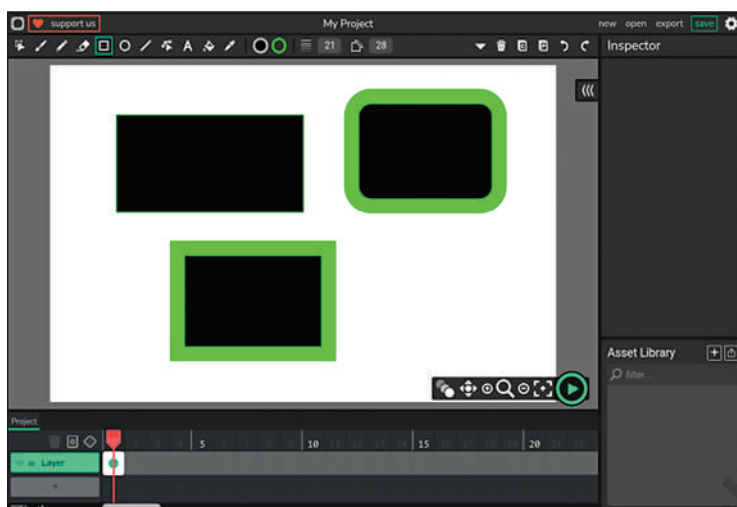 support us My Project new open export save
A 21 28 Inspector
Asset Library
filter...
Project
5 10 15 20
Layer
+